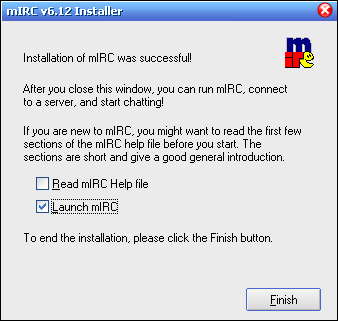 mIRC v6.12 Installer
Installation of mIRC was successful!
m
irc
After you close this window, you can run mIRC, connect
to a server, and start chatting!
If you are new to mIRC, you might want to read the first few
sections of the mIRC help file before you start. The
sections are short and give a good general introduction.
Read mIRC Help file
Launch mIRC
To end the installation, please click the Finish button.
Finish